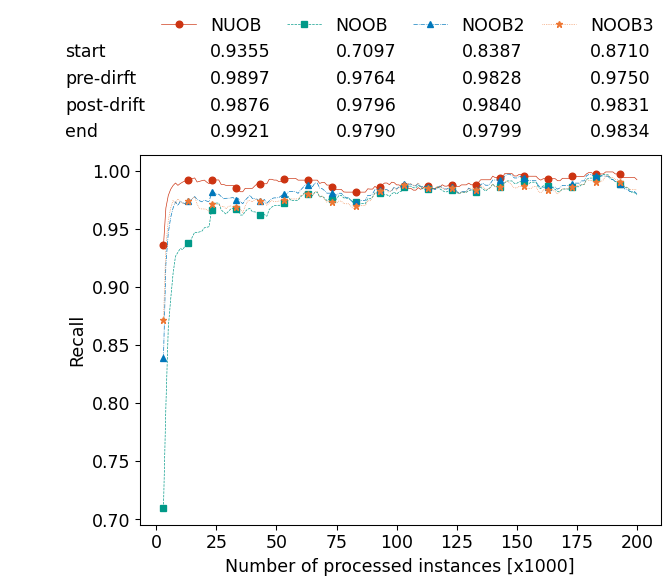 NUOB NOOB NOOB2 NOOB3
start 0.9355 0.7097 0.8387 0.8710
pre-dirft 0.9897 0.9764 0.9828 0.9750
post-drift 0.9876 0.9796 0.9840 0.9831
end 0.9921 0.9790 0.9799 0.9834
1.00
0.95
0.90
0.85
0.80
0.75
0.70
Recall
0 25 50 75 100 125 150 175 200
Number of processed instances [x1000]